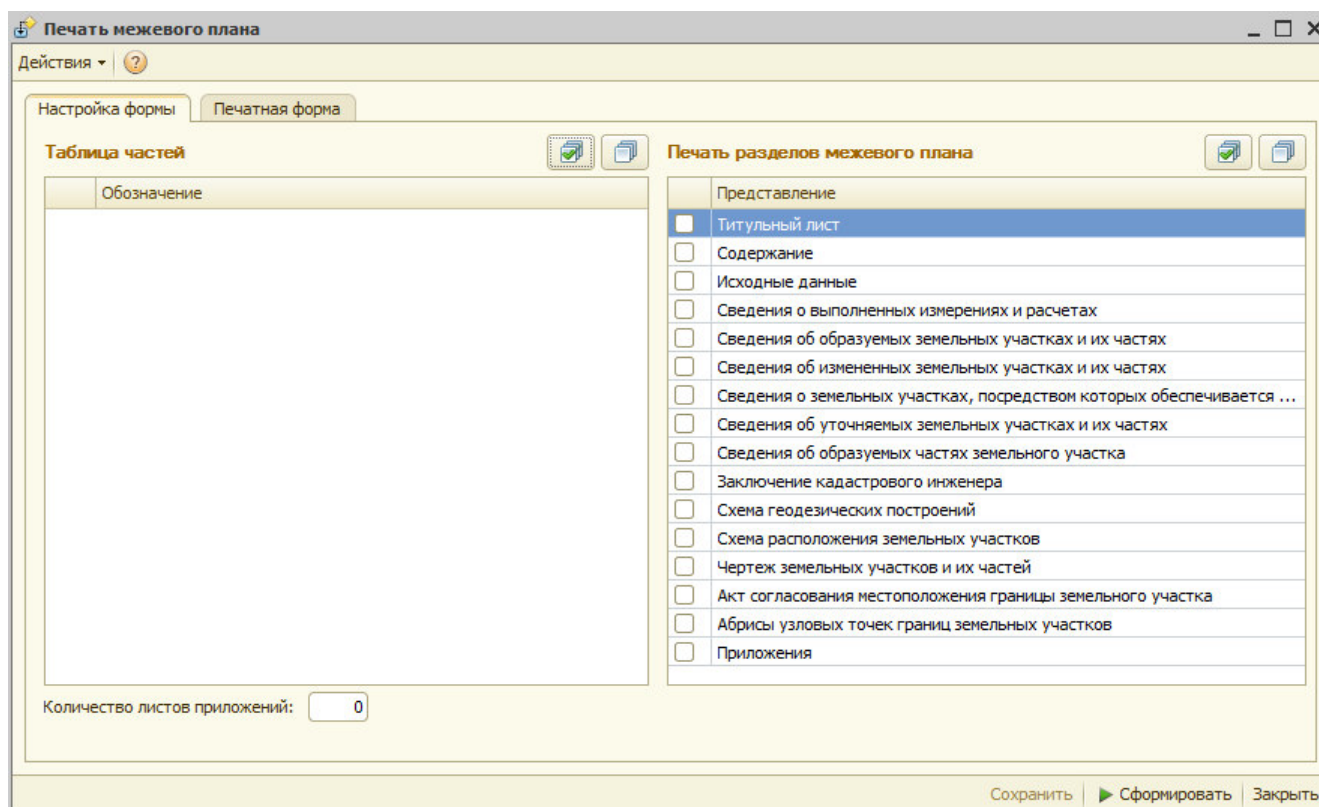 Печать межевого плана
Действия
Настройка формы
Печатная форма
Таблица частей
Печать разделов межевого плана
Обозначение
Представление
Титульный лист
Содержание
Исходные данные
Сведения о выполненных измерениях и расчетах
Сведения об образуемых земельных участках и их частях
Сведения об измененных земельных участках и их частях
Сведения о земельных участках, посредством которых обеспечивается ...
Сведения об уточняемых земельных участках и их частях
Сведения об образуемых частях земельного участка
Заключение кадастрового инженера
Схема геодезических построений
Схема расположения земельных участков
Чертеж земельных участков и их частей
Акт согласования местоположения границы земельного участка
Абрисы узловых точек границ земельных участков
Приложения
Количество листов приложений: 0
Сохранить
Сформировать
Закрыть